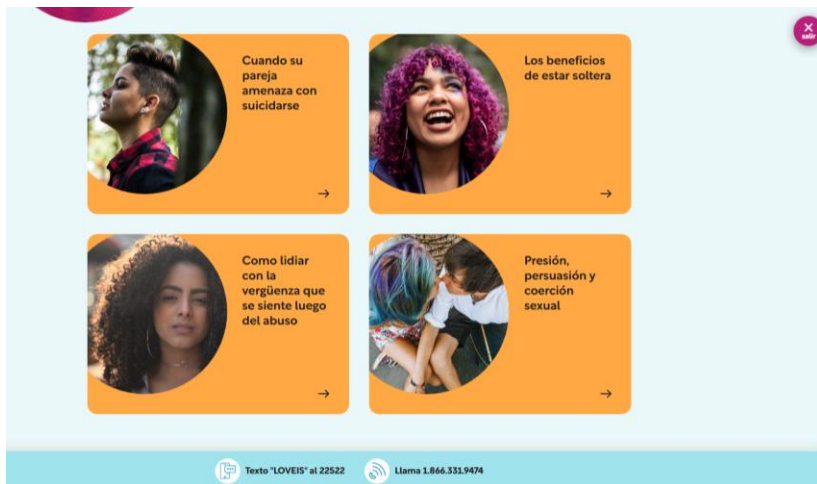 salir
Cuando su
pareja
amenaza con
suicidarse
→
Los beneficios
de estar soltera
→
Como lidiar
con la
vergüenza que
se siente luego
del abuso
→
Presión,
persuasión y
coerción
sexual
→
Texto "LOVEIS" al 22522
Llama 1.866.331.9474